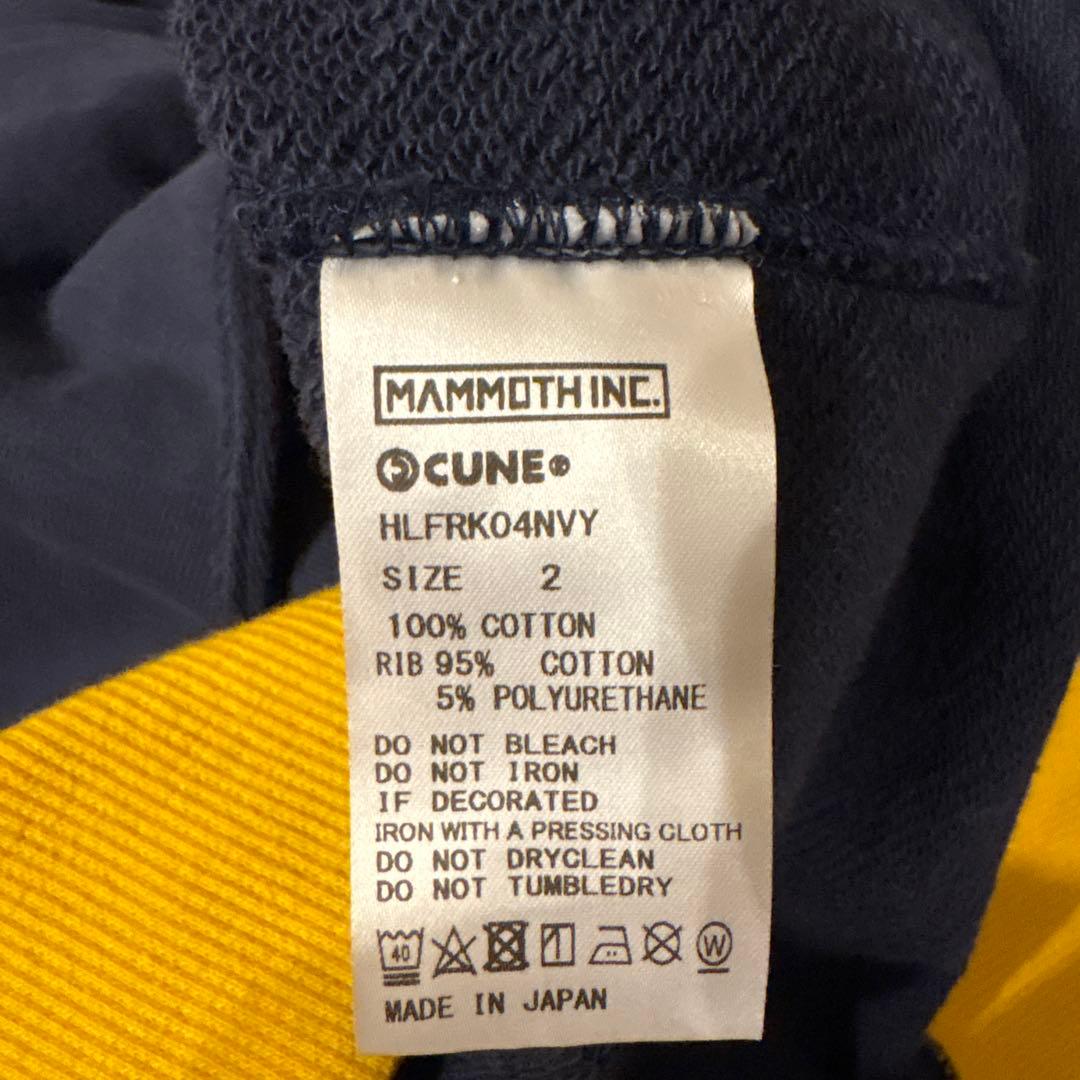 MAMMOTH INC.
CUNE®
HLFRK04NVY
SIZE 2
100% COTTON
RIB 95% COTTON
5% POLYURETHANE
DO NOT BLEACH
DO NOT IRON
IF DECORATED
IRON WITH A PRESSING CLOTH
DO NOT DRYCLEAN
DO NOT TUMBLEDRY
40 W
MADE IN JAPAN